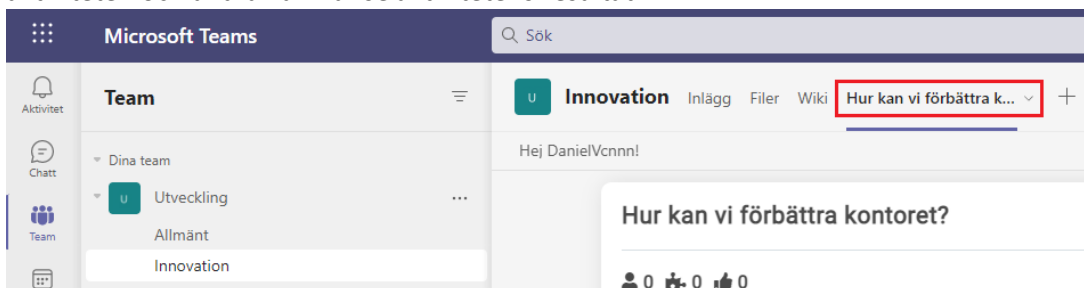 Microsoft Teams
Sök
Aktivitet
Team
U Innovation Inlägg Filer Wiki Hur kan vi förbättra k...
Chatt
Dina team
Hej DanielVcnnn!
U Utveckling
Team
Allmänt
Innovation
Hur kan vi förbättra kontoret?
0 0 0